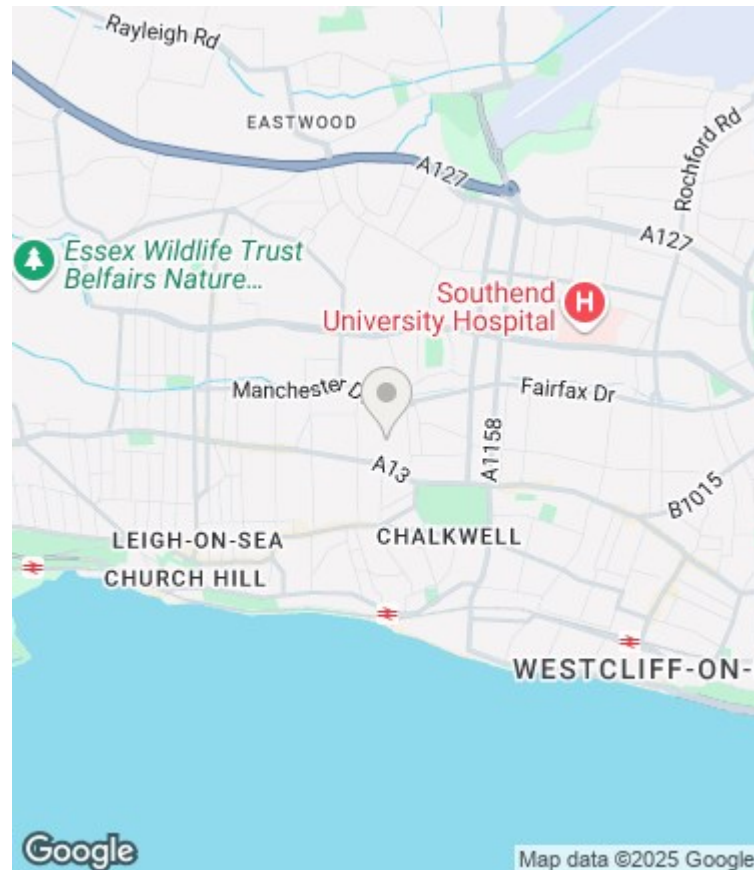 Rayleigh Rd
EASTWOOD
A127
Rochford Rd
A127
Essex Wildlife Trust
Belfairs Nature...
Southend
University Hospital
H
Manchester D
Fairfax Dr
A1158
A13
B1015
LEIGH-ON-SEA
CHALKWELL
CHURCH HILL
WESTCLIFF-ON-
Google
Map data ©2025 Google